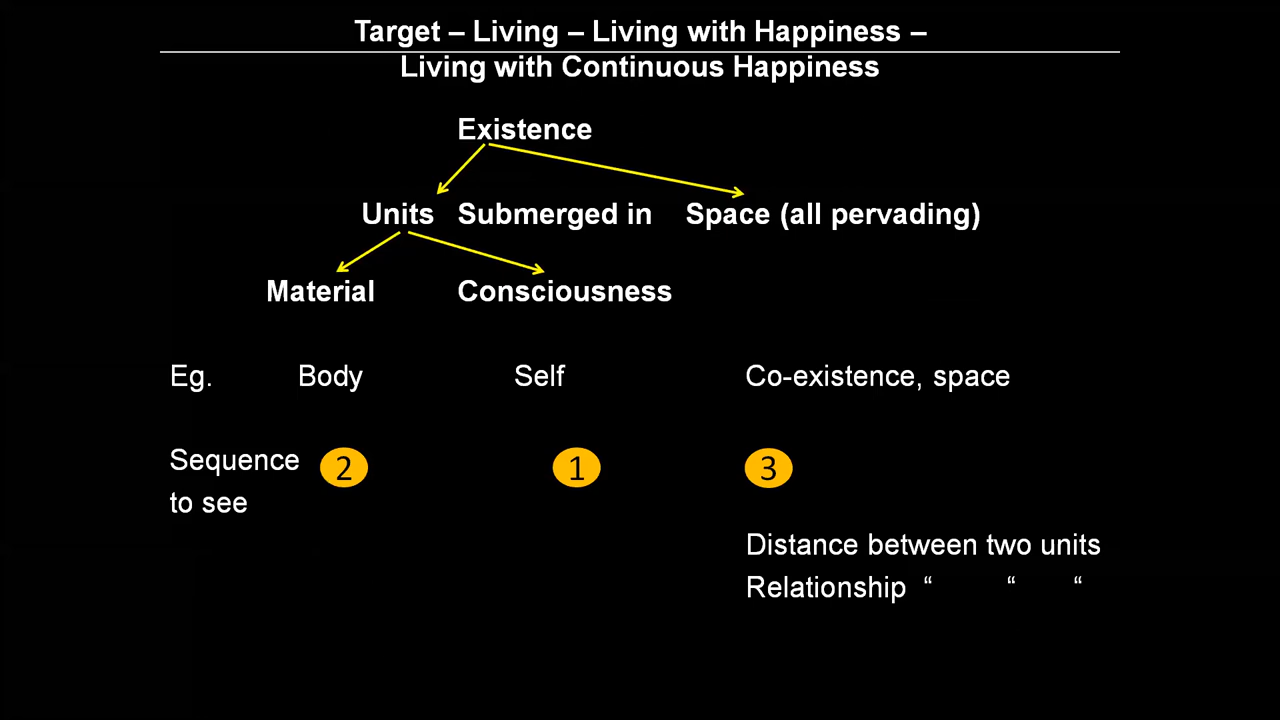 Target – Living – Living with Happiness –
Living with Continuous Happiness
Existence
Units Submerged in Space (all pervading)
Material Consciousness
Eg. Body Self Co-existence, space
Sequence 2 1 3
to see
Distance between two units
Relationship “ “ “